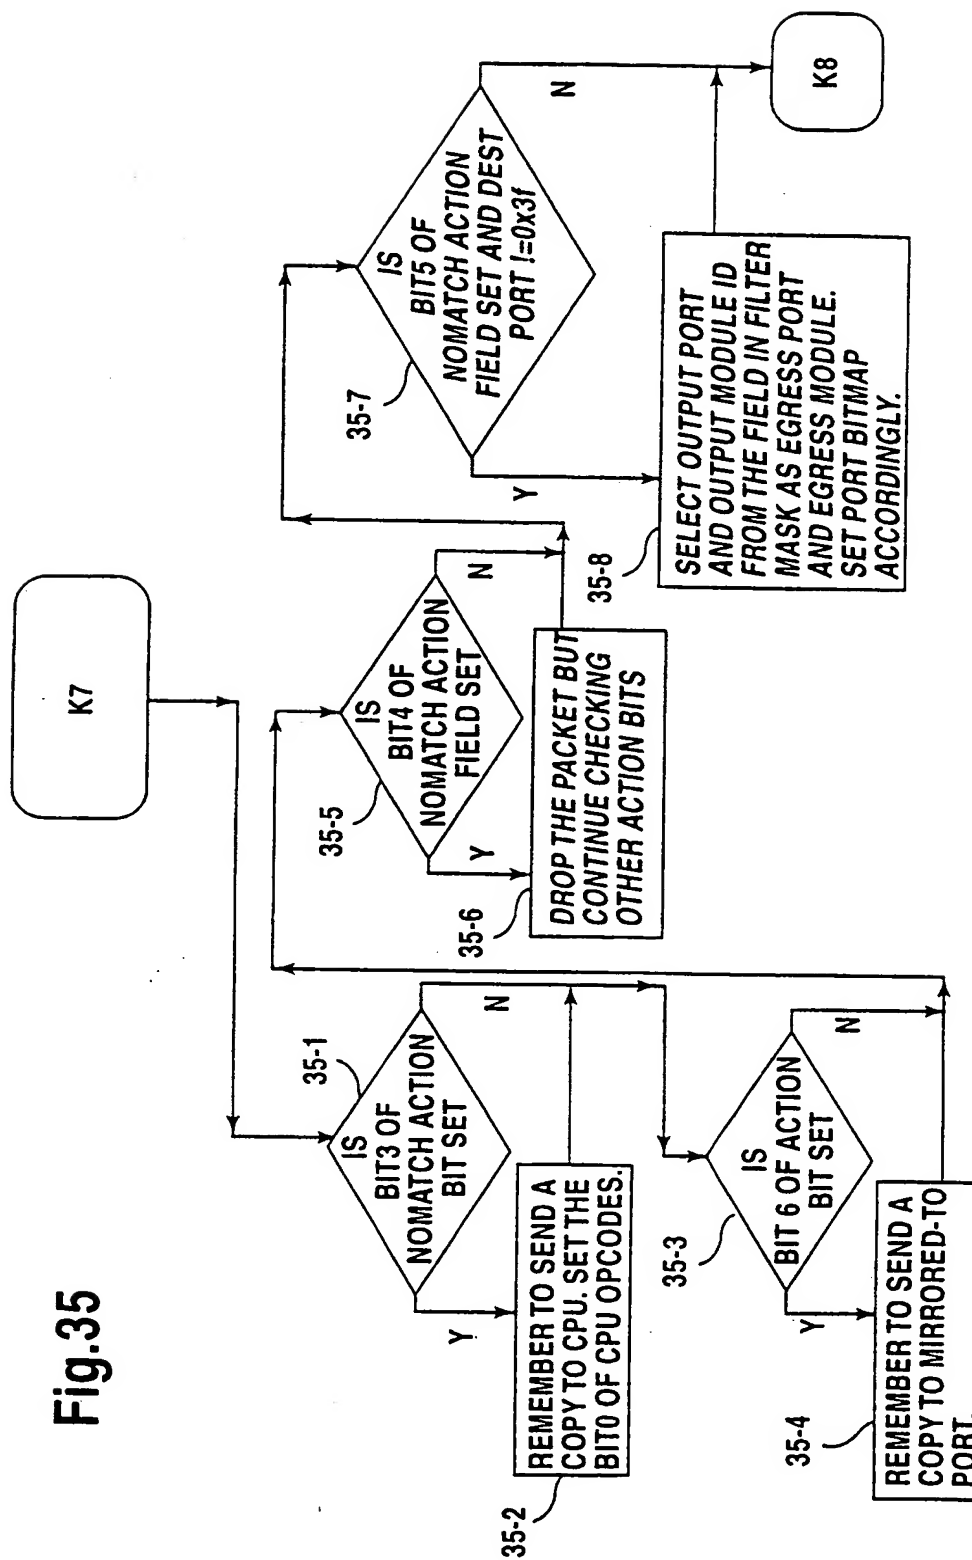 Fig.35
K7
35-1
IS
BIT3 OF
NOMATCH ACTION
BIT SET
Y
N
35-2
REMEMBER TO SEND A
COPY TO CPU. SET THE
BIT0 OF CPU OPCODES.
35-3
IS
BIT 6 OF ACTION
BIT SET
Y
N
35-4
REMEMBER TO SEND A
COPY TO MIRRORED-TO
PORT.
35-5
IS
BIT4 OF
NOMATCH ACTION
FIELD SET
Y
N
35-6
DROP THE PACKET BUT
CONTINUE CHECKING
OTHER ACTION BITS
35-7
IS
BIT5 OF
NOMATCH ACTION
FIELD SET AND DEST
PORT !=0x3f
Y
N
35-8
SELECT OUTPUT PORT
AND OUTPUT MODULE ID
FROM THE FIELD IN FILTER
MASK AS EGRESS PORT
AND EGRESS MODULE.
SET PORT BITMAP
ACCORDINGLY.
K8